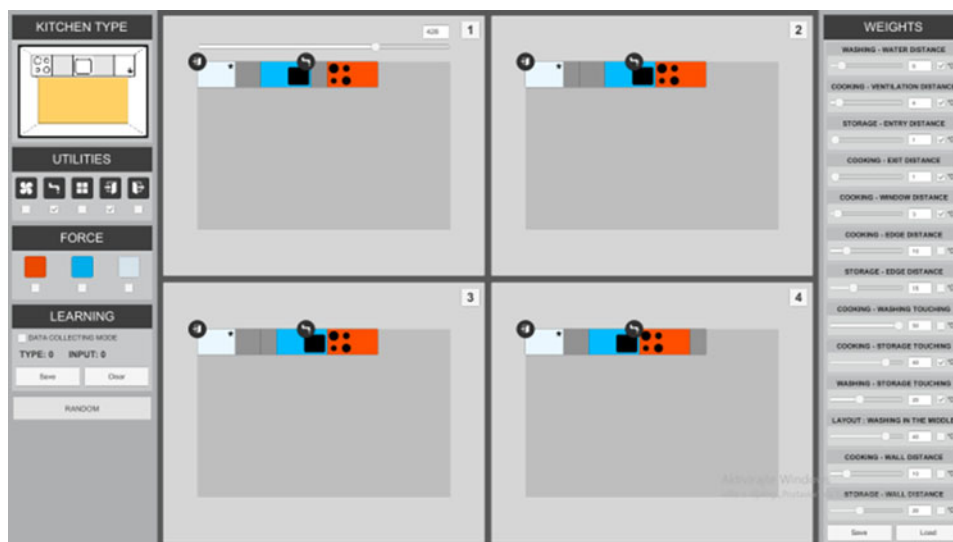 KITCHEN TYPE
UTILITIES
FORCE
LEARNING
DATA COLLECTING MODE
TYPE: 0 INPUT: 0
Save Clear
RANDOM
428
1
2
3
4
WEIGHTS
WASHING - WATER DISTANCE
COOKING - VENTILATION DISTANCE
STORAGE - ENTRY DISTANCE
COOKING - EXIT DISTANCE
COOKING - WINDOW DISTANCE
COOKING - EDGE DISTANCE
STORAGE - EDGE DISTANCE
COOKING - WASHING TOUCHING
COOKING - STORAGE TOUCHING
WASHING - STORAGE TOUCHING
LAYOUT : WASHING IN THE MIDDLE
COOKING - WALL DISTANCE
STORAGE - WALL DISTANCE
Save Load